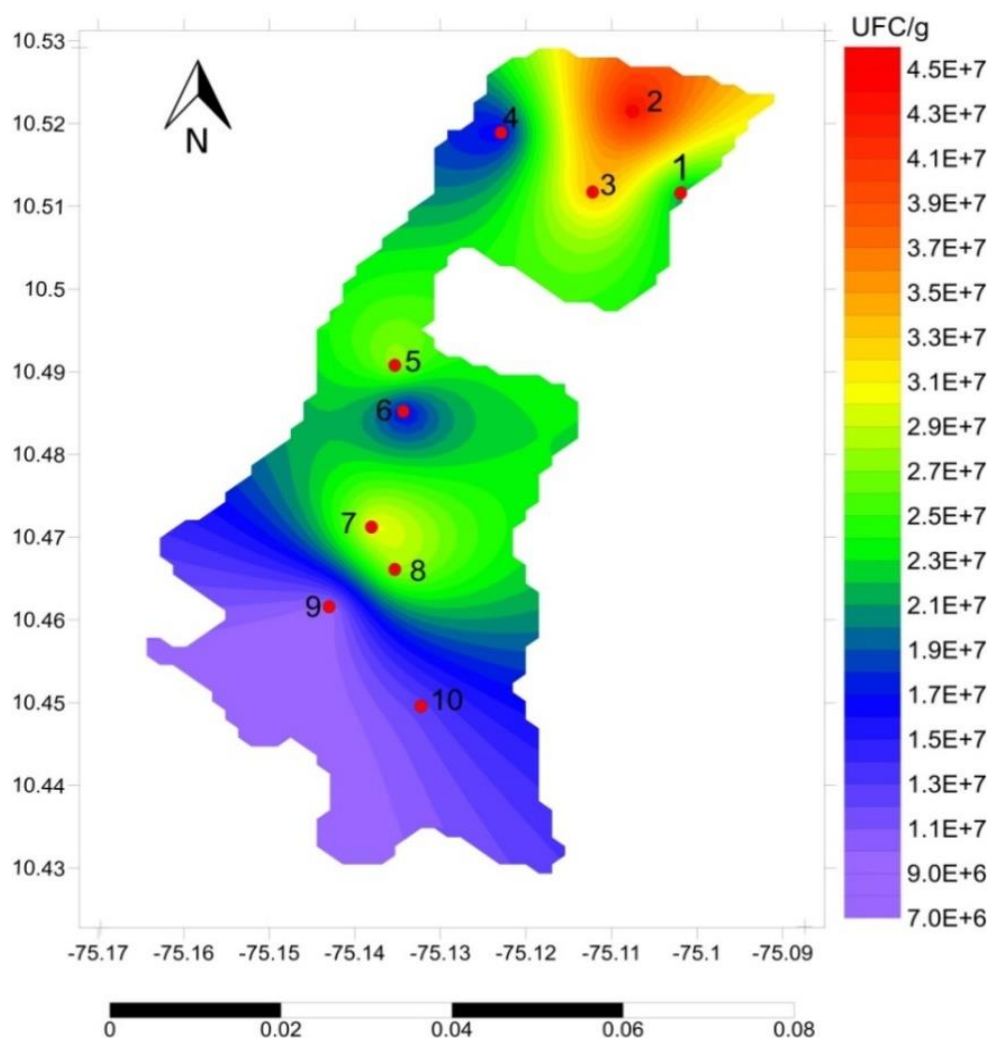 UFC/g
10.53
10.52
10.51
10.5
10.49
10.48
10.47
10.46
10.45
10.44
10.43
N
4
2
1
3
5
6
7
8
9
10
4.5E+7
4.3E+7
4.1E+7
3.9E+7
3.7E+7
3.5E+7
3.3E+7
3.1E+7
2.9E+7
2.7E+7
2.5E+7
2.3E+7
2.1E+7
1.9E+7
1.7E+7
1.5E+7
1.3E+7
1.1E+7
9.0E+6
7.0E+6
-75.17 -75.16 -75.15 -75.14 -75.13 -75.12 -75.11 -75.1 -75.09
0 0.02 0.04 0.06 0.08